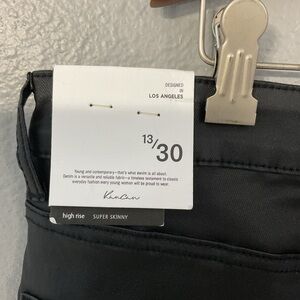 DESIGNED
IN
LOS ANGELES
13/30
Young and contemporary—that's what denim is all about.
Denim is a versatile and reliable fabric—a timeless testament to classic
everyday fashion every young women will be proud to wear.
KanCan
high rise SUPER SKINNY